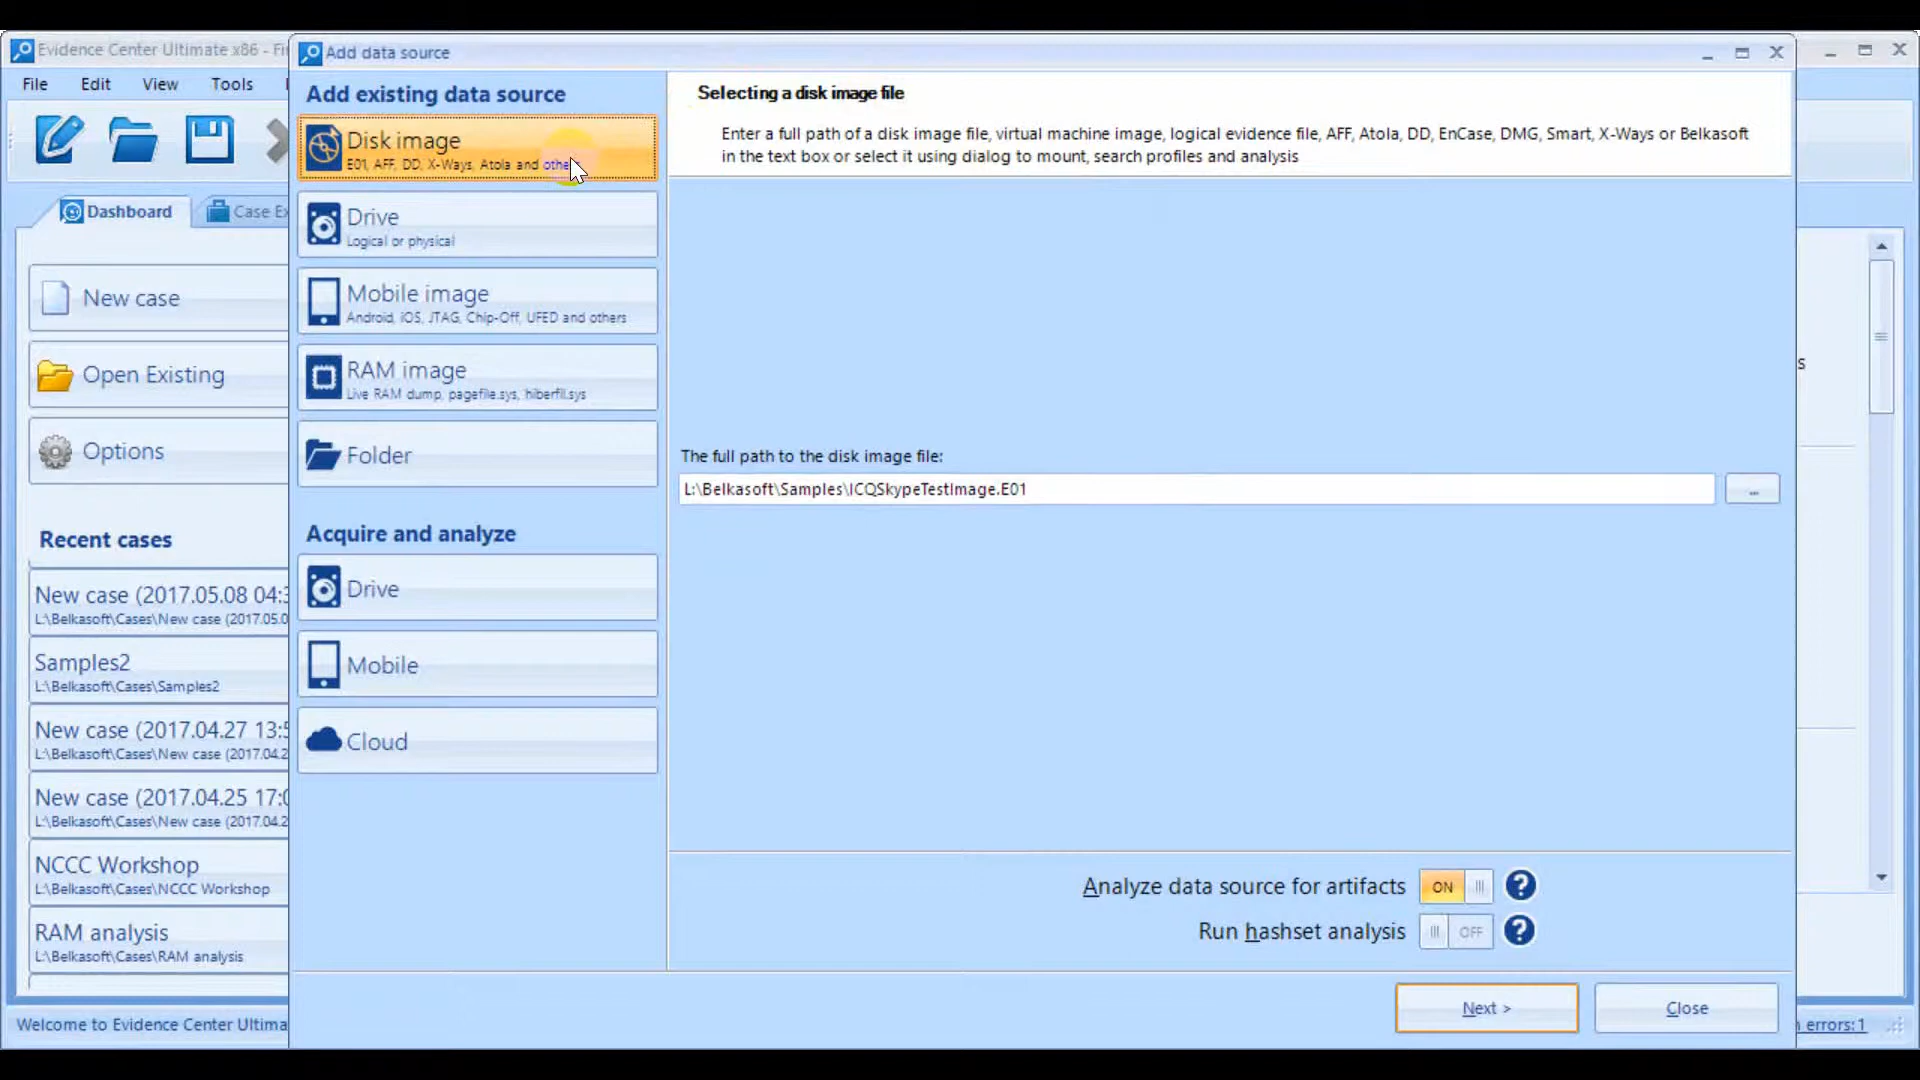 Evidence Center Ultimate x86 - Fi
Add data source
File Edit View Tools
Dashboard
Case Ex
New case
Open Existing
Options
Recent cases
New case (2017.05.08 04:3
L:\Belkasoft\Cases\New case (2017.05.0
Samples2
L:\Belkasoft\Cases\Samples2
New case (2017.04.27 13:5
L:\Belkasoft\Cases\New case (2017.04.2
New case (2017.04.25 17:0
L:\Belkasoft\Cases\New case (2017.04.2
NCCC Workshop
L:\Belkasoft\Cases\NCCC Workshop
RAM analysis
L:\Belkasoft\Cases\RAM analysis
Welcome to Evidence Center Ultima
Add existing data source
Disk image
E01, AFF, DD, X-Ways, Atola and
Drive
Logical or physical
Mobile image
Android, iOS, JTAG, Chip-Off, UFED and others
RAM image
Live RAM dump, pagefile.sys, hiberfil.sys
Folder
Acquire and analyze
Drive
Mobile
Cloud
Selecting a disk image file
Enter a full path of a disk image file, virtual machine image, logical evidence file, AFF, Atola, DD, EnCase, DMG, Smart, X-Ways or Belkasoft
in the text box or select it using dialog to mount, search profiles and analysis
The full path to the disk image file:
L:\Belkasoft\Samples\ICQSkypeTestImage.E01
...
Analyze data source for artifacts ON
Run hashset analysis OFF
Next >
Close
s
errors:1